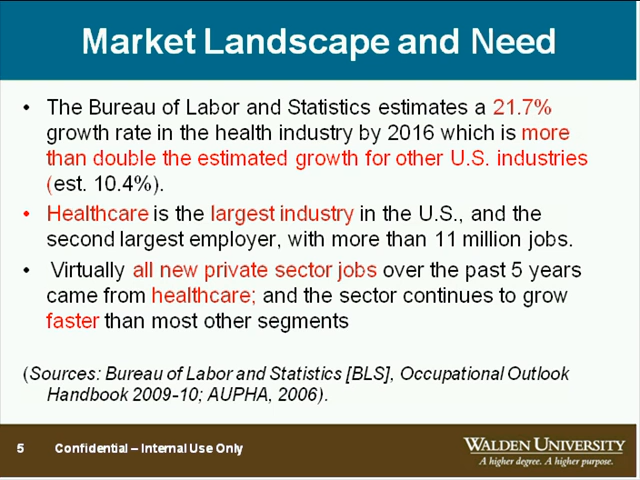 Market Landscape and Need
• The Bureau of Labor and Statistics estimates a 21.7%
growth rate in the health industry by 2016 which is more
than double the estimated growth for other U.S. industries
(est. 10.4%).
• Healthcare is the largest industry in the U.S., and the
second largest employer, with more than 11 million jobs.
• Virtually all new private sector jobs over the past 5 years
came from healthcare; and the sector continues to grow
faster than most other segments
(Sources: Bureau of Labor and Statistics [BLS], Occupational Outlook
Handbook 2009-10; AUPHA, 2006).
5 Confidential – Internal Use Only
WALDEN UNIVERSITY
A higher degree. A higher purpose.